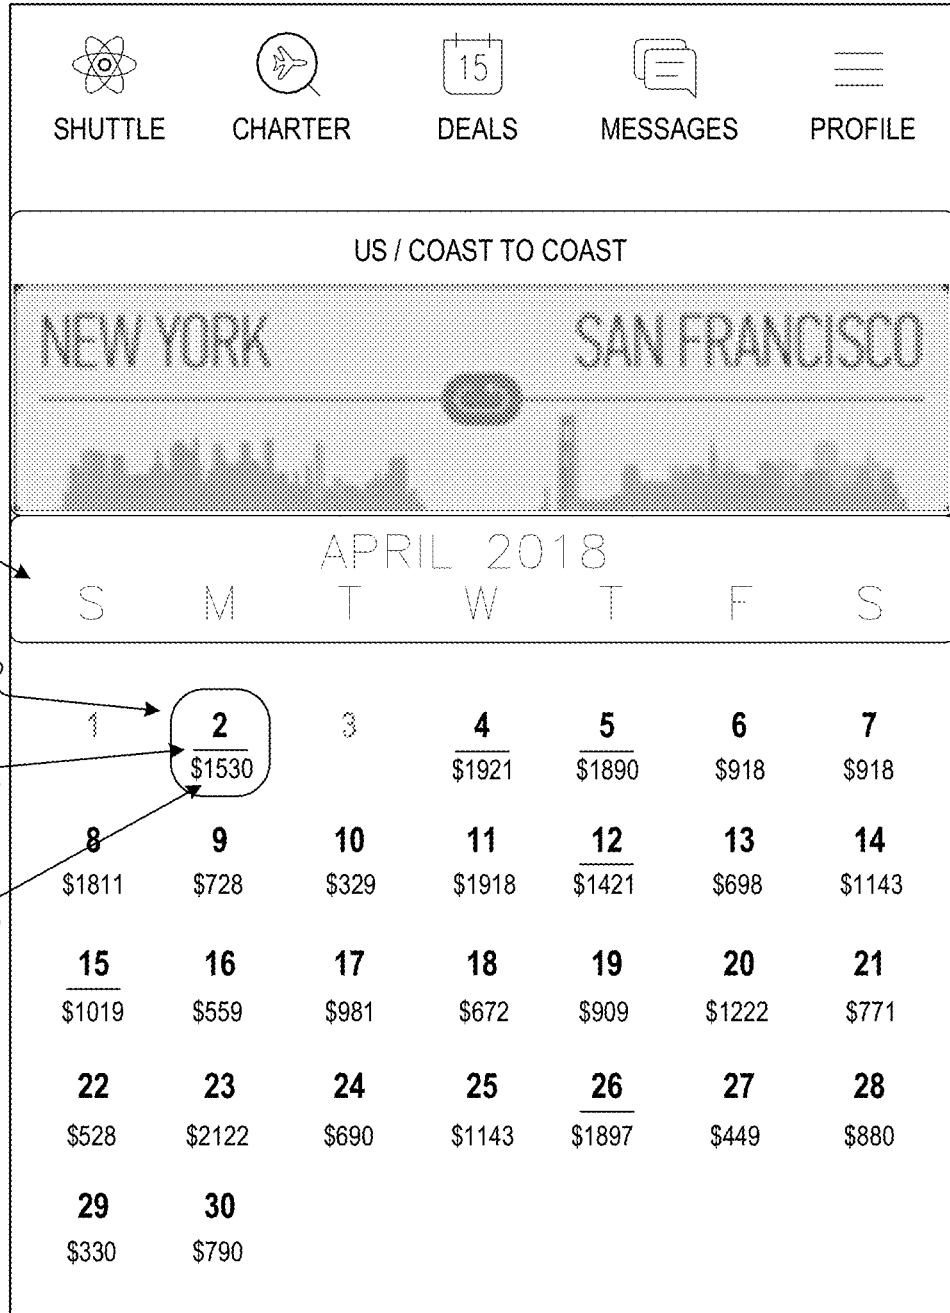 15
SHUTTLE CHARTER DEALS MESSAGES PROFILE
US / COAST TO COAST
NEW YORK SAN FRANCISCO
APRIL 2018
S M T W T F S
1 2 3 4 5 6 7
$1530 $1921 $1890 $918 $918
8 9 10 11 12 13 14
$1811 $728 $329 $1918 $1421 $698 $1143
15 16 17 18 19 20 21
$1019 $559 $981 $672 $909 $1222 $771
22 23 24 25 26 27 28
$528 $2122 $690 $1143 $1897 $449 $880
29 30
$330 $790